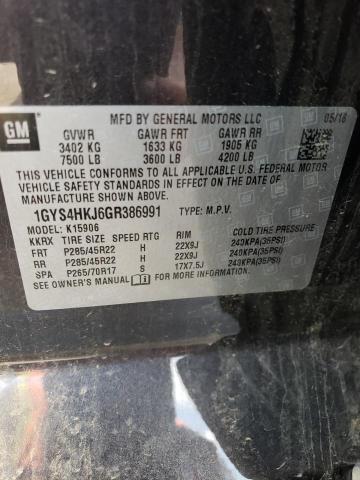 GM
MFD BY GENERAL MOTORS LLC 05/16
GVWR GAWR FRT GAWR RR
3402 KG 1633 KG 1905 KG
7500 LB 3600 LB 4200 LB
THIS VEHICLE CONFORMS TO ALL APPLICABLE U.S. FEDERAL MOTOR
VEHICLE SAFETY AND THEFT PREVENTION STANDARDS IN EFFECT ON THE DATE OF
MANUFACTURE SHOWN ABOVE.
1GYS4HKJ6GR386991 TYPE: M.P.V.
MODEL: K15906
KKRX TIRE SIZE SPEED RTG RIM COLD TIRE PRESSURE
FRT P285/45R22 H 22X9J 240KPA(35PSI)
RR P285/45R22 H 22X9J 240KPA(35PSI)
SPA P265/70R17 S 17X7.5J 240KPA(35PSI)
SEE OWNER'S MANUAL FOR MORE INFORMATION.